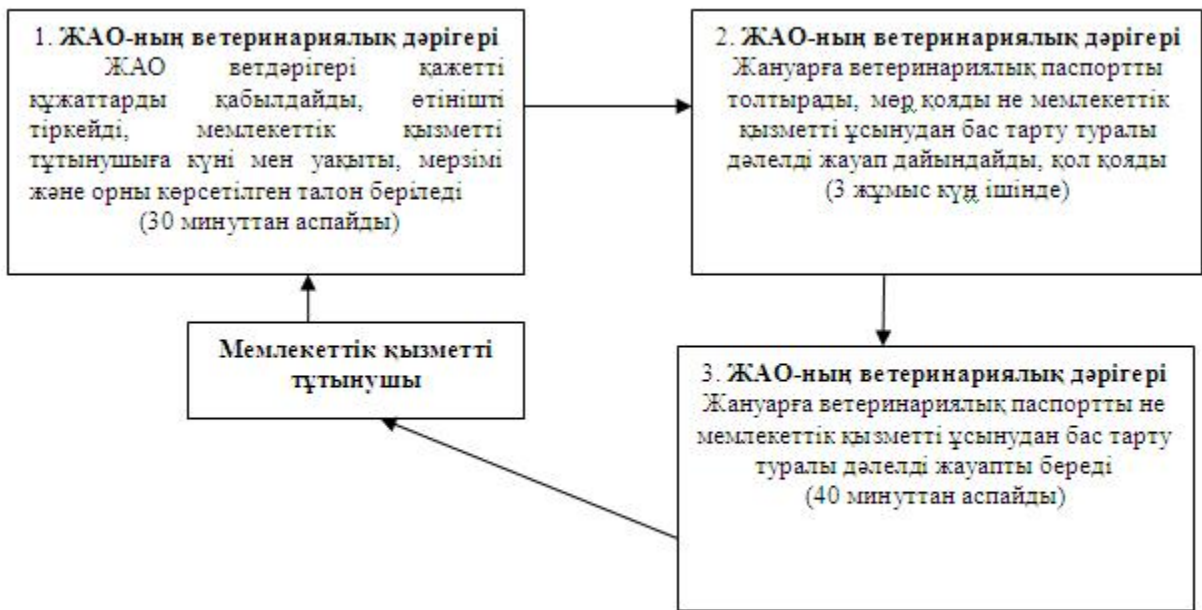 1. ЖАО-ның ветеринариялық дәрігері
ЖАО ветдәрігері қажетті
құжаттарды қабылдайды, өтінішті
тіркейді, мемлекеттік қызметті
тұтынушыға күні мен уақыты, мерзімі
және орны көрсетілген талон беріледі
(30 минуттан аспайды)
2. ЖАО-ның ветеринариялық дәрігері
Жануарға ветеринариялық паспортты
толтырады, мөр қояды не мемлекеттік
қызметті ұсынудан бас тарту туралы
дәлелді жауап дайындайды, қол қояды
(3 жұмыс күн ішінде)
Мемлекеттік қызметті
тұтынушы
3. ЖАО-ның ветеринариялық дәрігері
Жануарға ветеринариялық паспортты не
мемлекеттік қызметті ұсынудан бас тарту
туралы дәлелді жауапты береді
(40 минуттан аспайды)